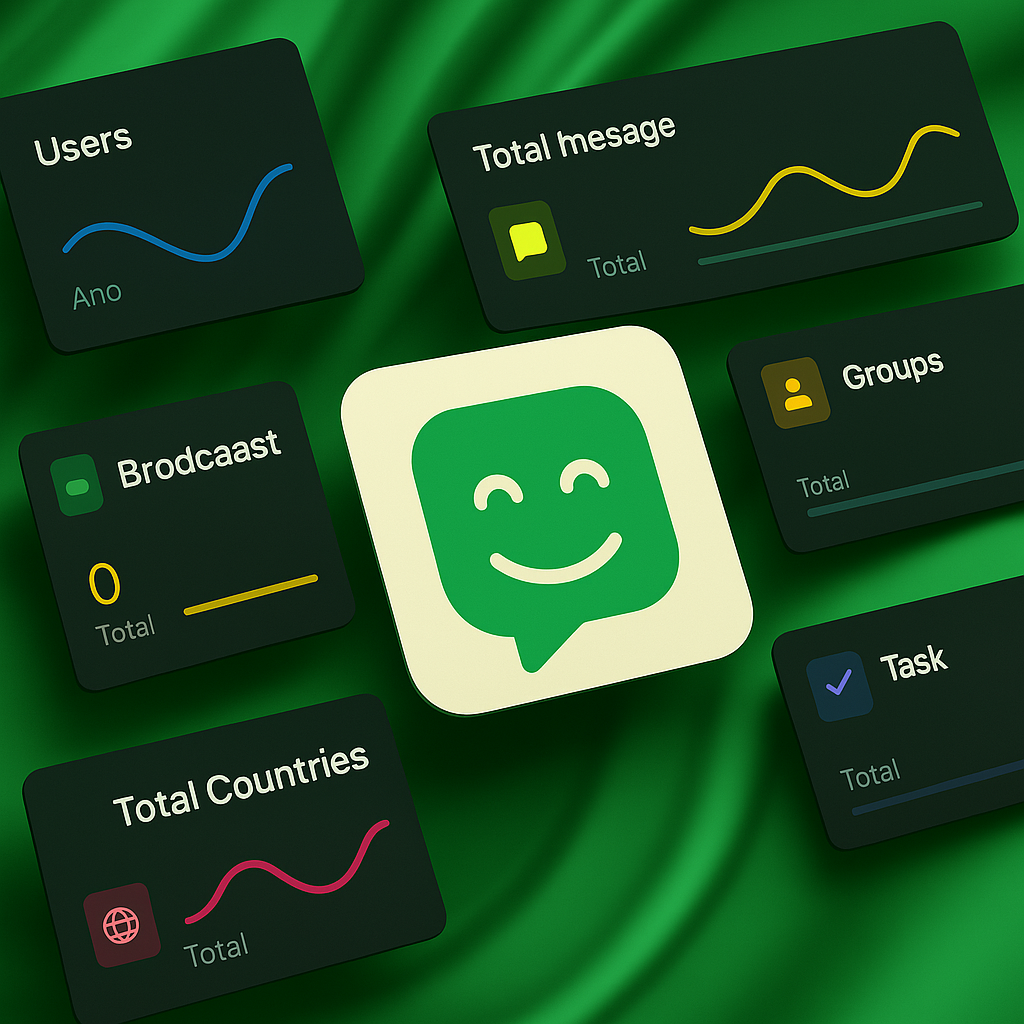 Users
Ano
Total mesage
Total
Brodcaast
0
Total
Groups
Total
Task
Total
Total Countries
Total